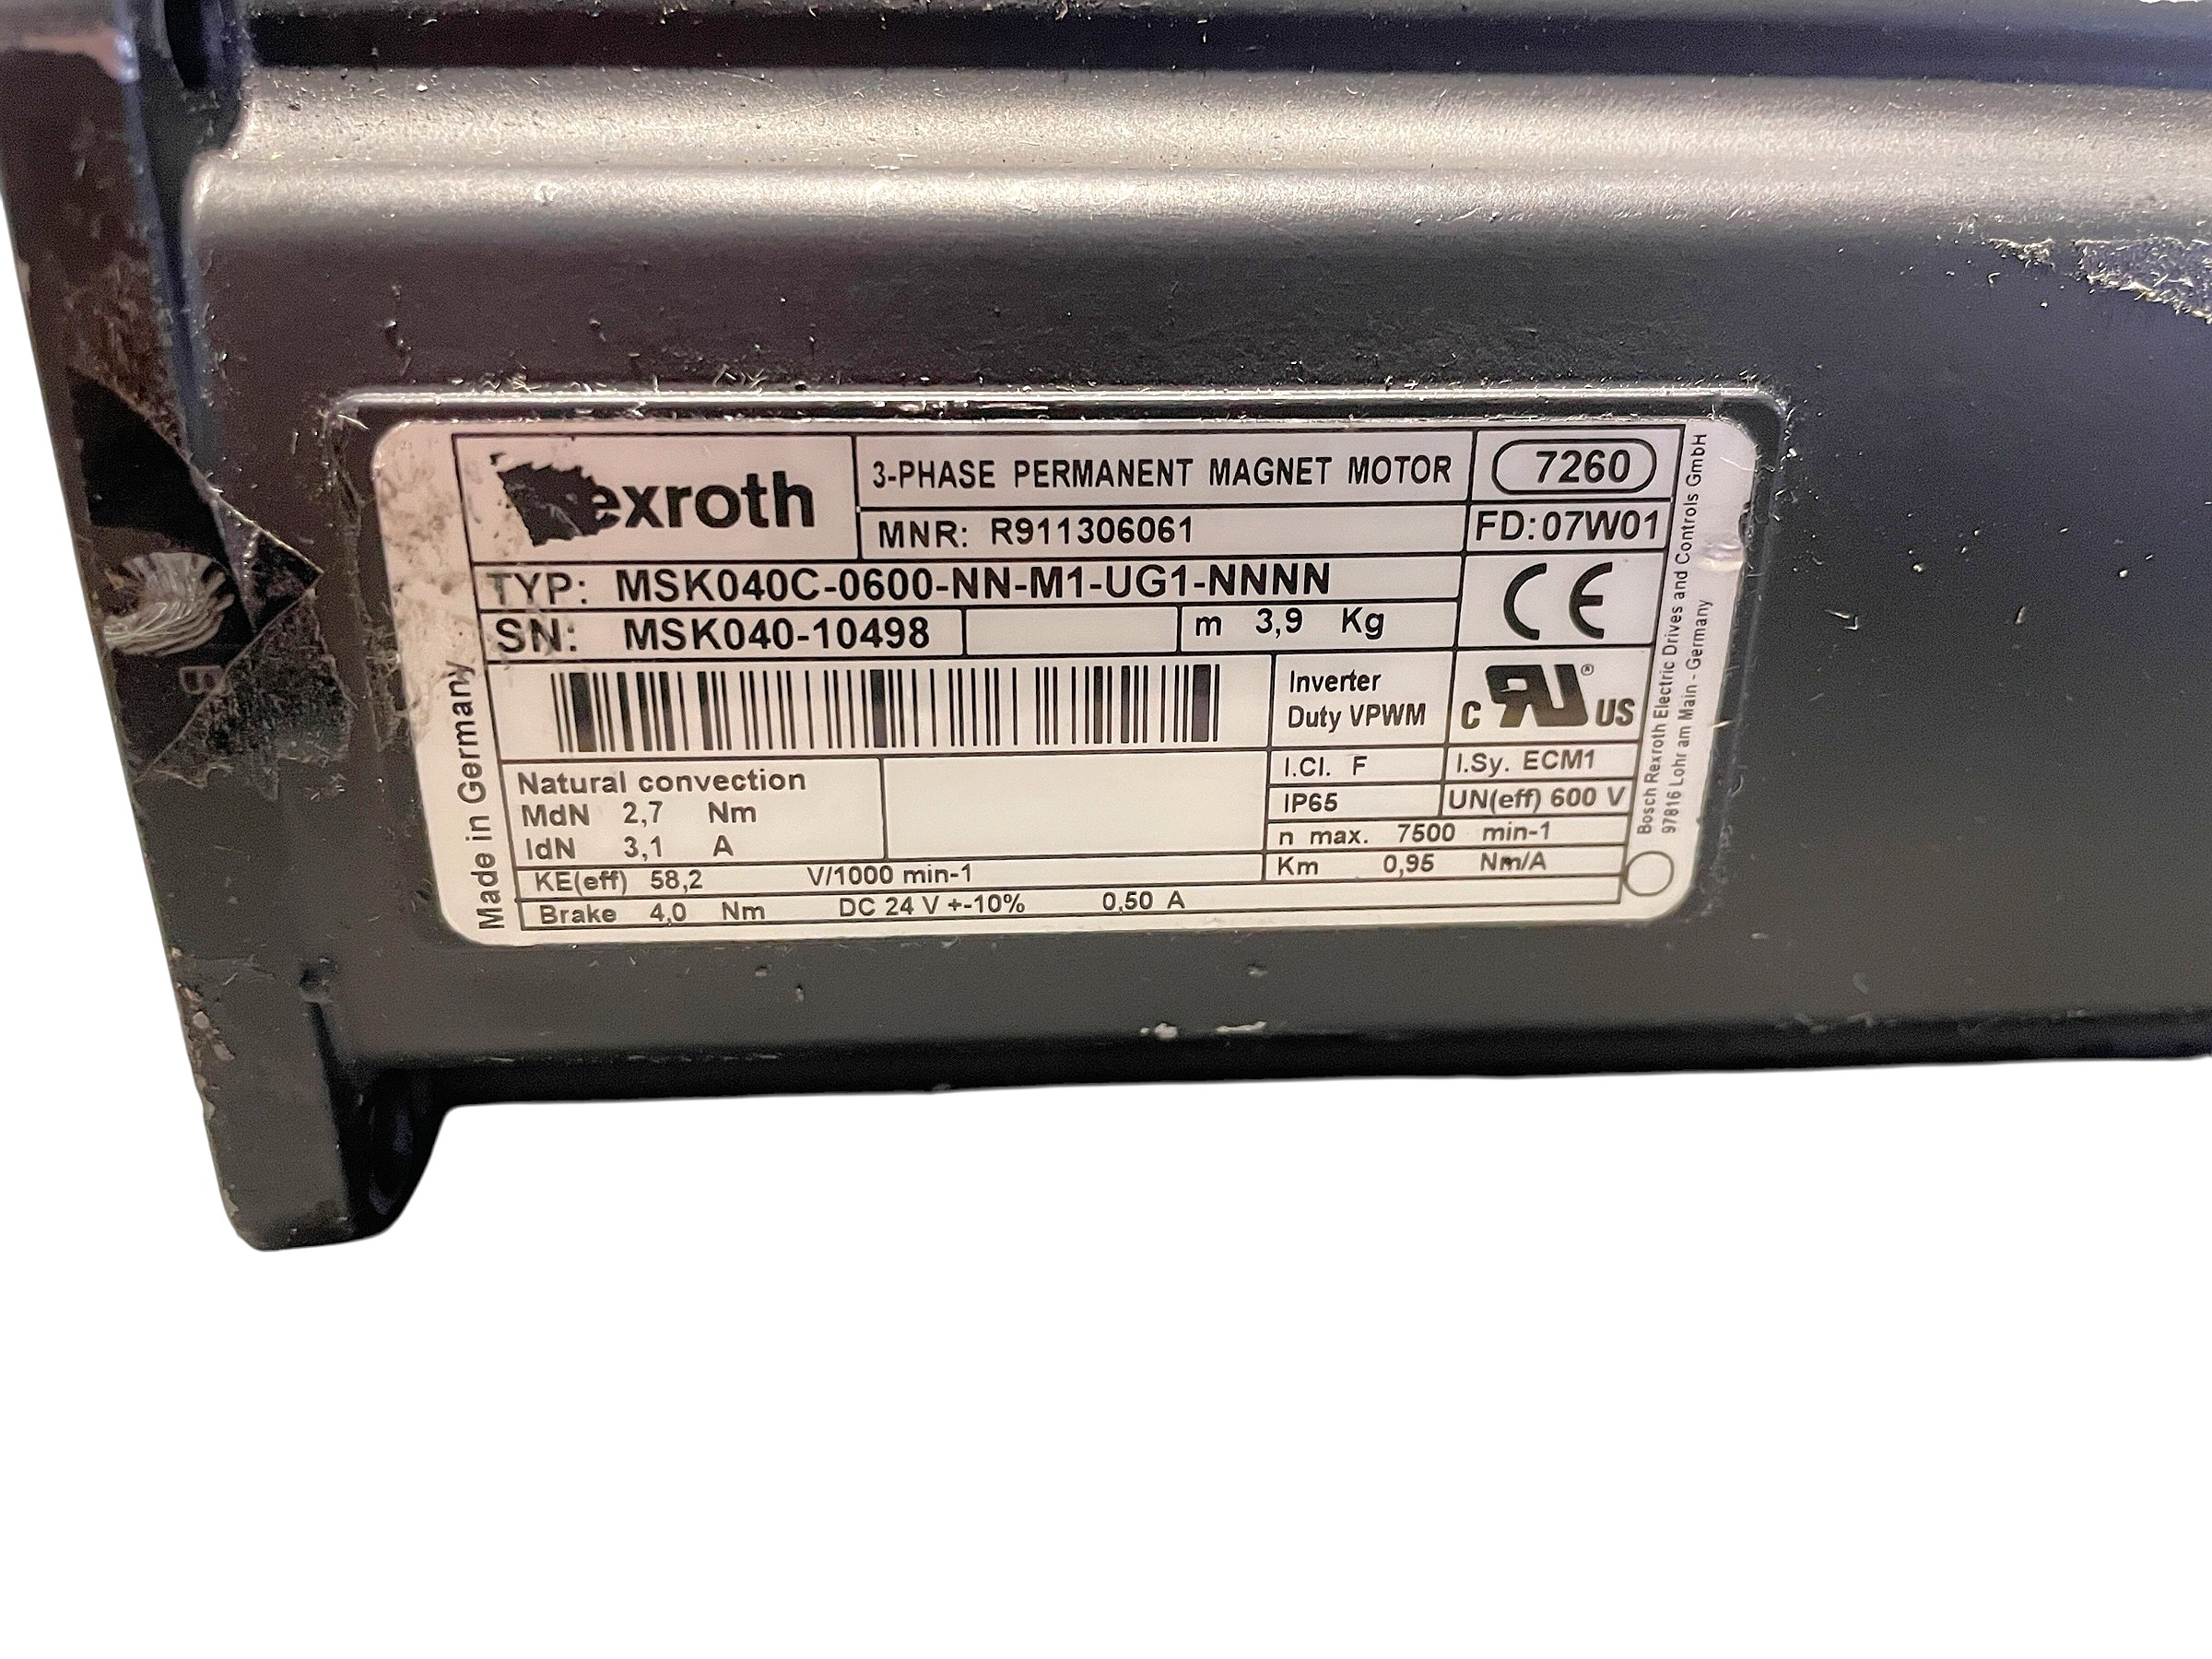 exroth
3-PHASE PERMANENT MAGNET MOTOR
7260
MNR: R911306061
FD:07W01
TYP: MSK040C-0600-NN-M1-UG1-NNNN
CE
SN: MSK040-10498
m 3,9 Kg
Inverter
Duty VPWM
C RU ® US
Natural convection
MdN 2,7 Nm
IdN 3,1 A
I.Cl. F
I.Sy. ECM1
IP65
UN(eff) 600 V
n max. 7500 min-1
Km 0,95 Nm/A
KE(eff) 58,2 V/1000 min-1
Brake 4,0 Nm DC 24 V +-10% 0,50 A
Made in Germany
Bosch Rexroth Electric Drives and Controls GmbH
97816 Lohr am Main - Germany
B